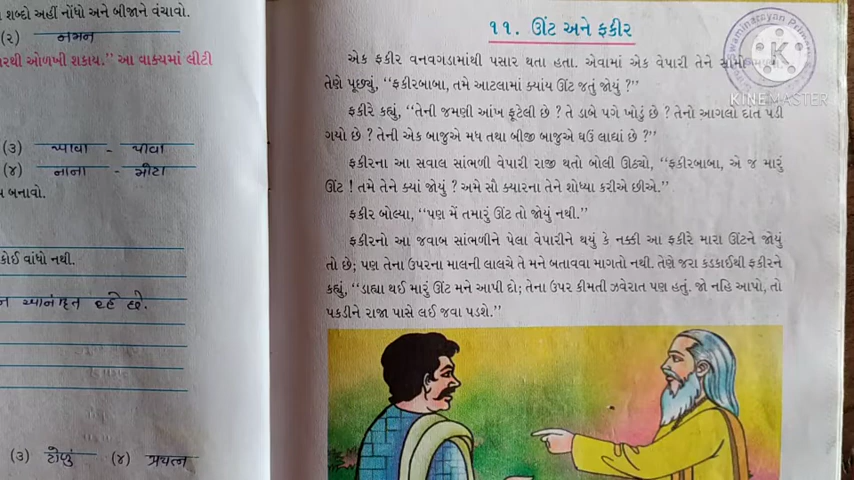 શબ્દો અહીં નોંધો અને બીજાને વંચાવો.
(૨) નમન
રથી ઓળખી શકાય." આ વાક્યમાં લીટી
(૩) આવા - ચાવા
(૪) નાના - મોટા
બનાવો.
કોઈ વાંધો નથી.
આનંદિત રહે છે.
(૩) ટોળું (૪) પ્રયત્ન
૧૧. ઊંટ અને ફકીર
એક ફકીર વનવગડામાંથી પસાર થતા હતા. એવામાં એક વેપારી તેને સામો
તેણે પૂછ્યું, "ફકીરબાબા, તમે આટલામાં ક્યાંય ઊંટ જતું જોયું ?"
ફકીરે કહ્યું, "તેની જમણી આંખ ફૂટેલી છે ? તે ડાબે પગે ખોડું છે ? તેનો આગલો દાંત પડી
ગયો છે ? તેની એક બાજુએ મધ તથા બીજી બાજુએ ઘઉં લાધાં છે ?"
ફકીરના આ સવાલ સાંભળી વેપારી રાજી થતો બોલી ઊઠ્યો, "ફકીરબાબા, એ જ મારું
ઊંટ ! તમે તેને ક્યાં જોયું ? અમે સૌ ક્યારના તેને શોધ્યા કરીએ છીએ."
ફકીર બોલ્યા, "પણ મેં તમારું ઊંટ તો જોયું નથી."
ફકીરનો આ જવાબ સાંભળીને પેલા વેપારીને થયું કે નક્કી આ ફકીરે મારા ઊંટને જોયું
તો છે; પણ તેના ઉપરના માલની લાલચે તે મને બતાવવા માગતો નથી. તેણે જરા કડકાઈથી ફકીરને
કહ્યું, "ડાહ્યા થઈ મારું ઊંટ મને આપી દો; તેના ઉપર કીમતી ઝવેરાત પણ હતું. જો નહિ આપો, તો
પકડીને રાજા પાસે લઈ જવા પડશે."
Swaminarayan
K
KINEMASTER